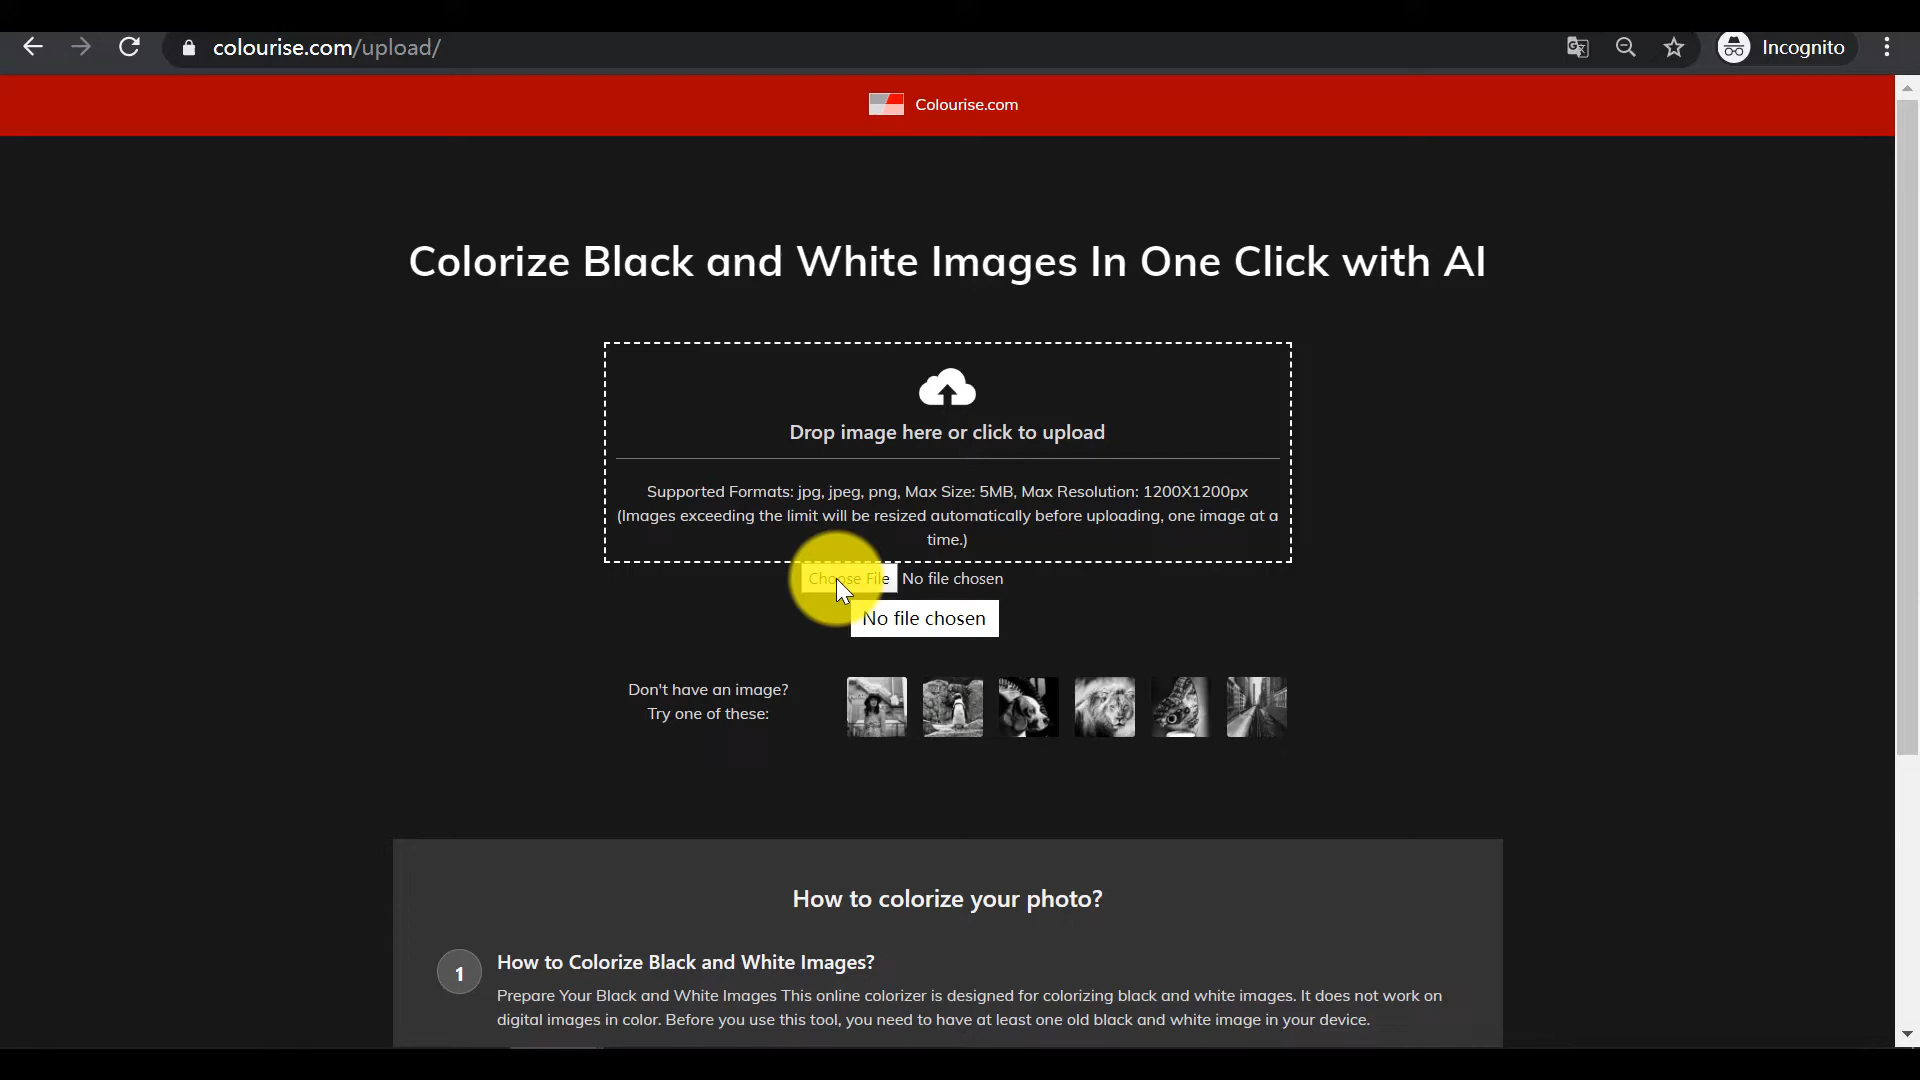 colourise.com/upload/
Incognito
Colourise.com
Colorize Black and White Images In One Click with AI
Drop image here or click to upload
Supported Formats: jpg, jpeg, png, Max Size: 5MB, Max Resolution: 1200X1200px
(Images exceeding the limit will be resized automatically before uploading, one image at a
time.)
Choose File No file chosen
No file chosen
Don't have an image?
Try one of these:
How to colorize your photo?
1 How to Colorize Black and White Images?
Prepare Your Black and White Images This online colorizer is designed for colorizing black and white images. It does not work on
digital images in color. Before you use this tool, you need to have at least one old black and white image in your device.